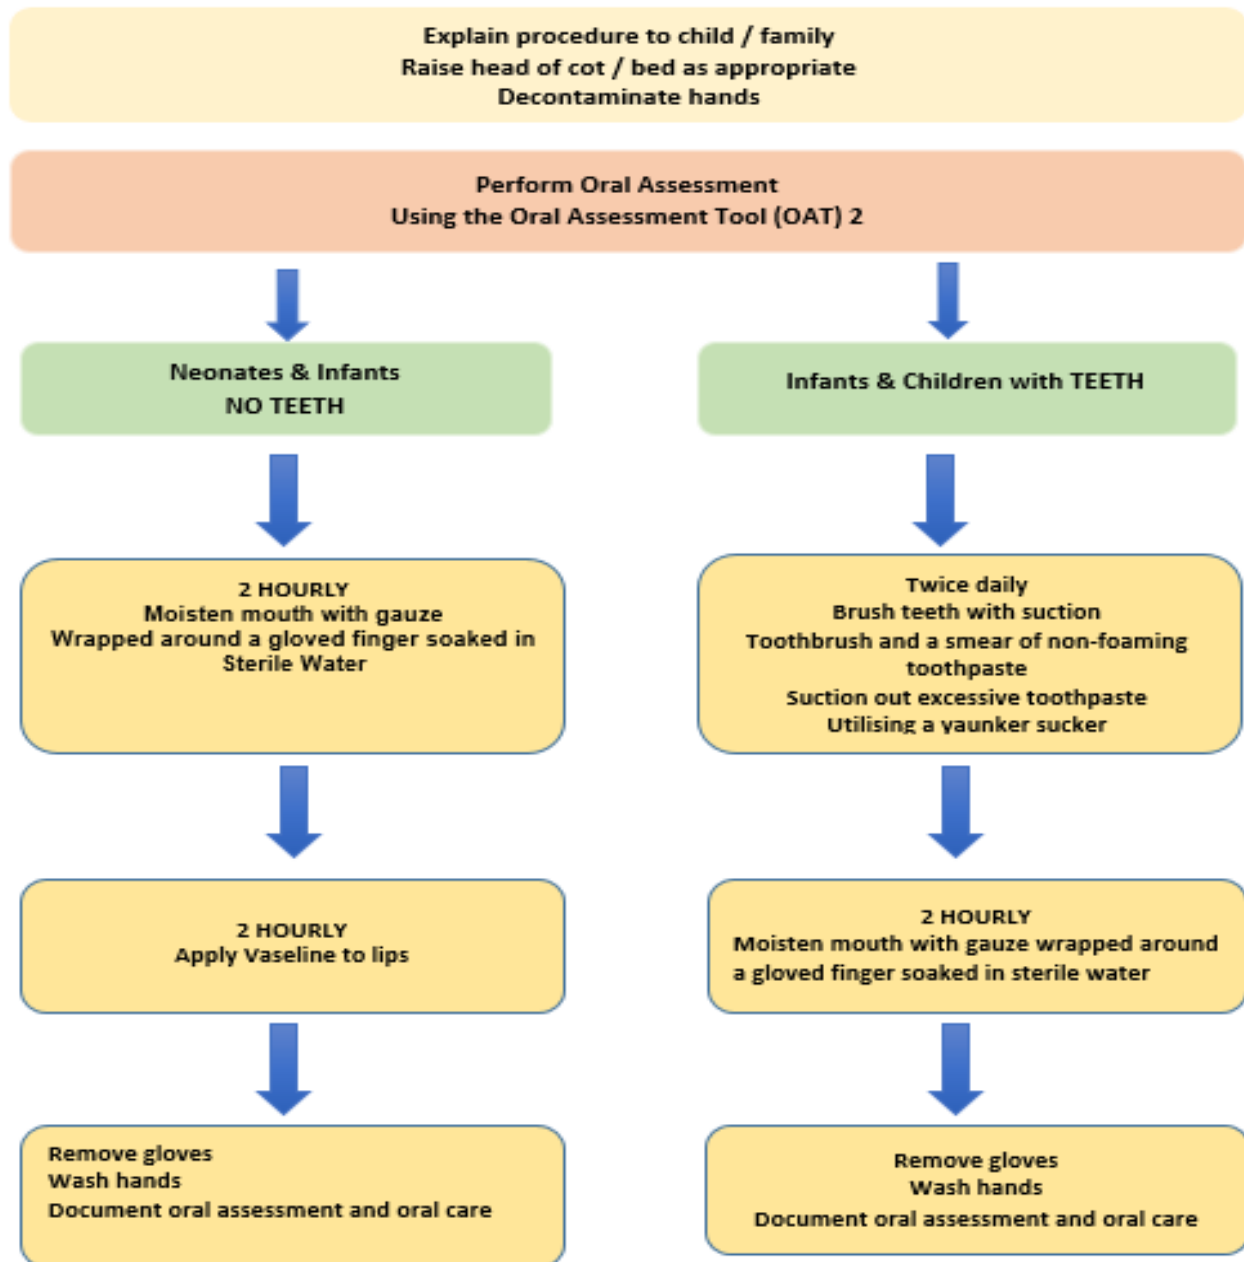 Explain procedure to child / family
Raise head of cot / bed as appropriate
Decontaminate hands
Perform Oral Assessment
Using the Oral Assessment Tool (OAT) 2
Neonates & Infants
NO TEETH
2 HOURLY
Moisten mouth with gauze
Wrapped around a gloved finger soaked in
Sterile Water
2 HOURLY
Apply Vaseline to lips
Remove gloves
Wash hands
Document oral assessment and oral care
Infants & Children with TEETH
Twice daily
Brush teeth with suction
Toothbrush and a smear of non-foaming
toothpaste
Suction out excessive toothpaste
Utilising a yaunker sucker
2 HOURLY
Moisten mouth with gauze wrapped around
a gloved finger soaked in sterile water
Remove gloves
Wash hands
Document oral assessment and oral care